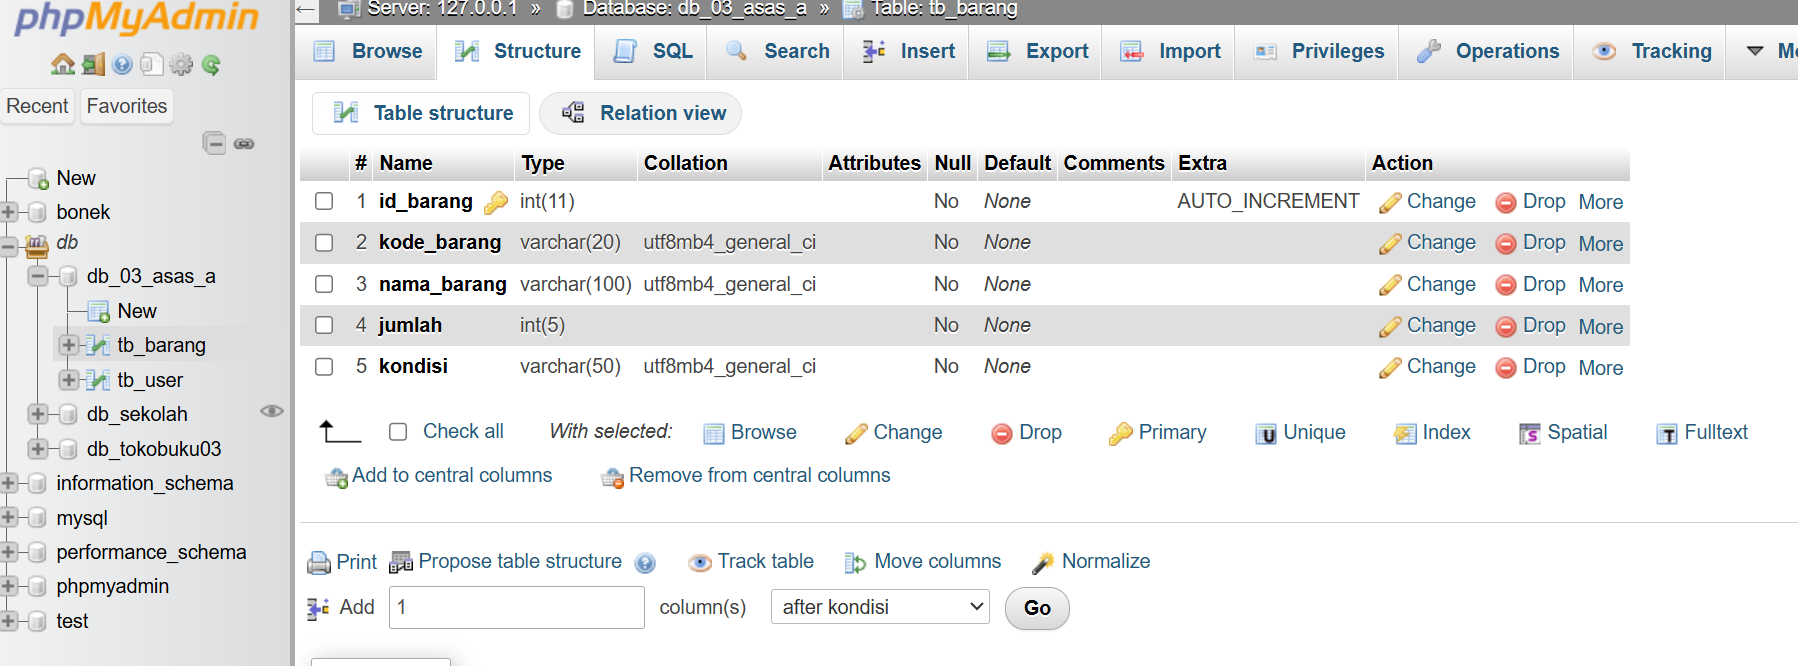 phpMyAdmin
Recent Favorites
New
bonek
db
db_03_asas_a
New
tb_barang
tb_user
db_sekolah
db_tokobuku03
information_schema
mysql
performance_schema
phpmyadmin
test
Server: 127.0.0.1 » Database: db_03_asas_a » Table: tb_barang
Browse Structure SQL Search Insert Export Import Privileges Operations Tracking
Table structure Relation view
# Name Type Collation Attributes Null Default Comments Extra Action
1 id_barang int(11) No None AUTO_INCREMENT Change Drop More
2 kode_barang varchar(20) utf8mb4_general_ci No None Change Drop More
3 nama_barang varchar(100) utf8mb4_general_ci No None Change Drop More
4 jumlah int(5) No None Change Drop More
5 kondisi varchar(50) utf8mb4_general_ci No None Change Drop More
Check all With selected: Browse Change Drop Primary Unique Index Spatial Fulltext
Add to central columns Remove from central columns
Print Propose table structure Track table Move columns Normalize
Add 1 column(s) after kondisi Go